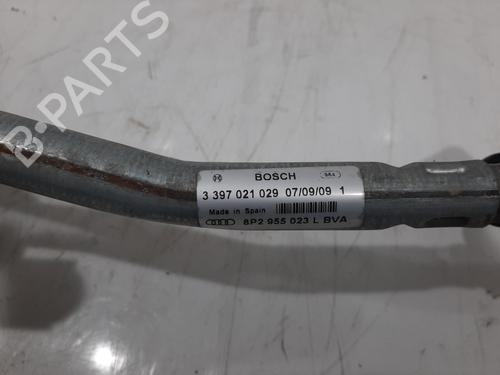 B-PARTS
BOSCH
3 397 021 029 07/09/09 1
Made in Spain
8P2 955 023 L BVA